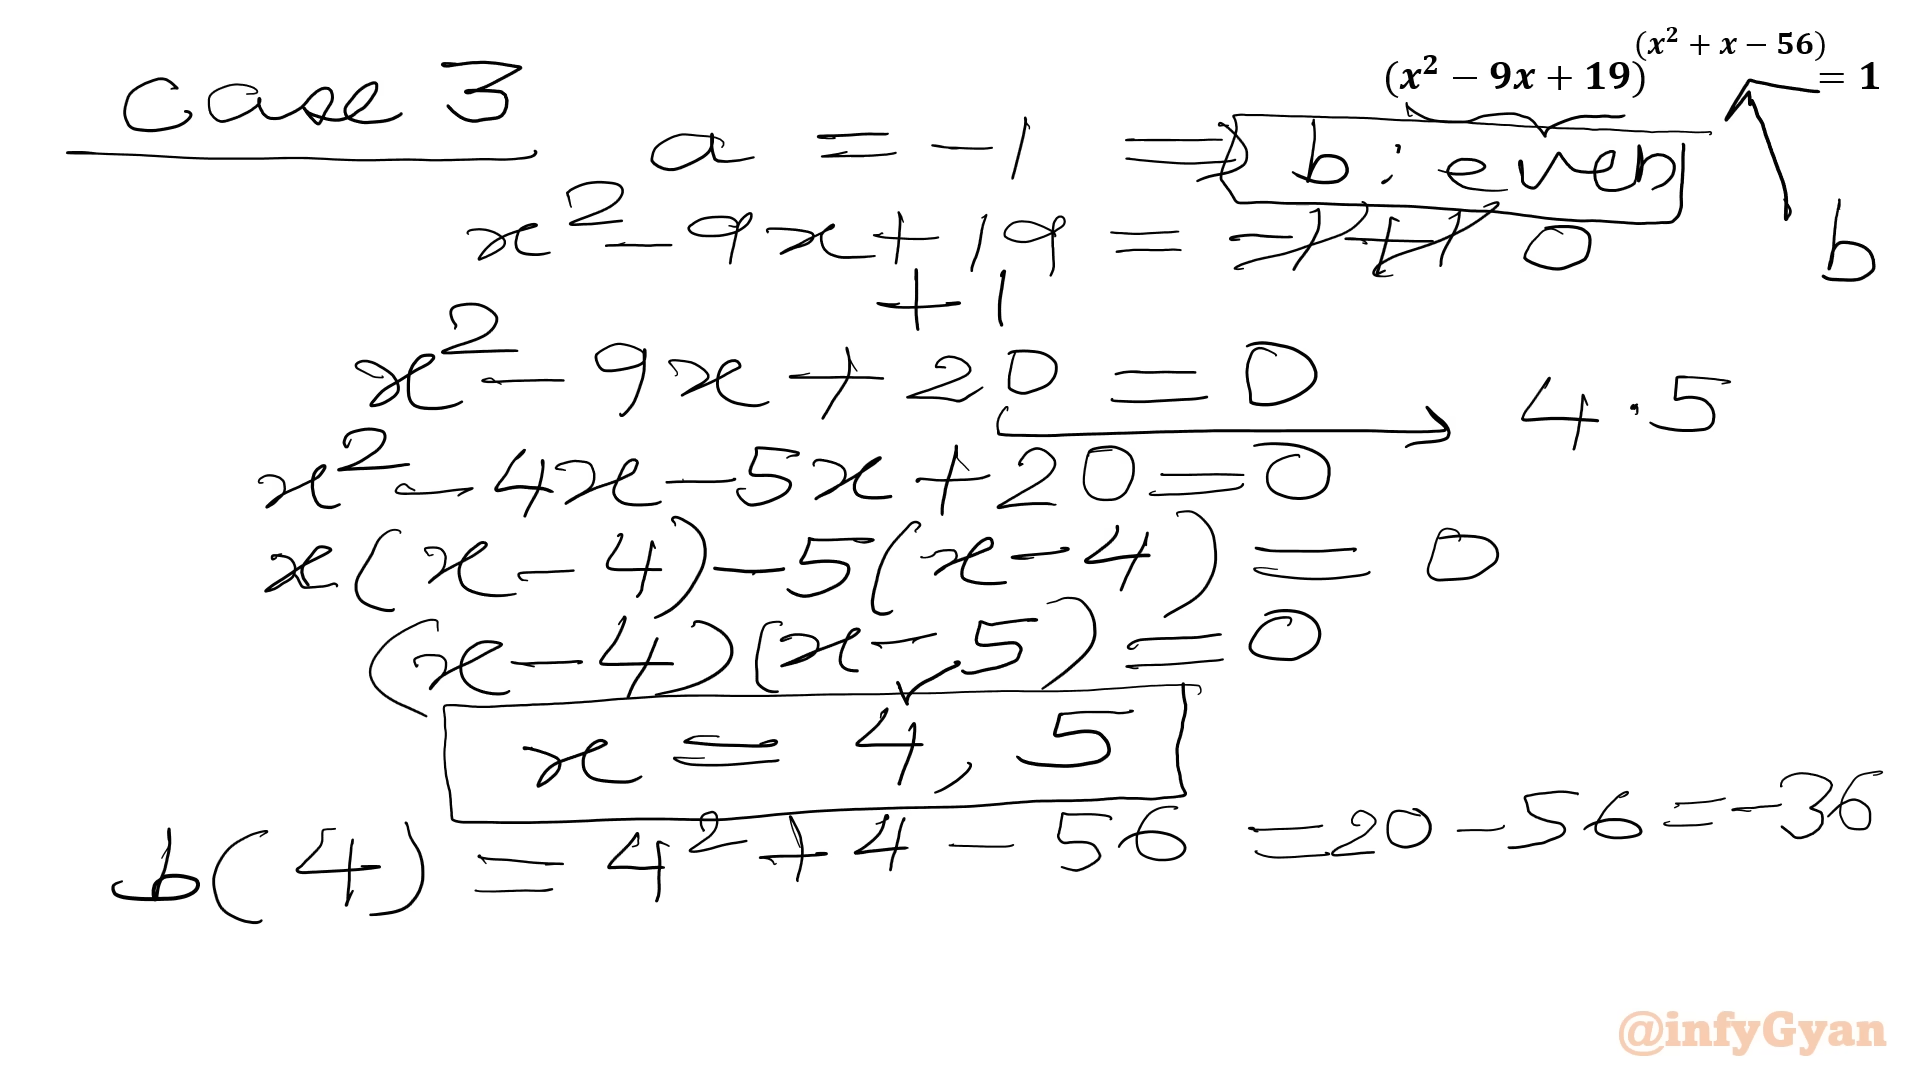 (x² − 9x + 19)^(x² + x − 56) = 1
case 3
a = −1 ⇒ b : even
x² − 9x + 19 = −1 + 1 0
+ 1
b
x² − 9x + 20 = 0 → 4 · 5
x² − 4x − 5x + 20 = 0
x(x − 4) − 5(x − 4) = 0
(x − 4)(x − 5) = 0
x = 4, 5
b(4) = 4² + 4 − 56 = 20 − 56 = −36
@infyGyan